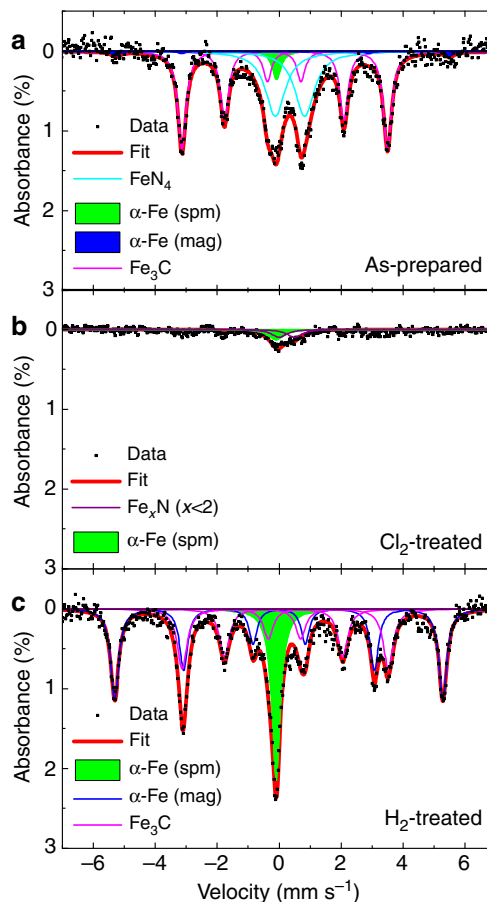 a
0
1
2
3
Absorbance (%)
Data
Fit
FeN₄
α-Fe (spm)
α-Fe (mag)
Fe₃C
As-prepared
b
0
1
2
3
Absorbance (%)
Data
Fit
FeₓN (x<2)
α-Fe (spm)
Cl₂-treated
c
0
1
2
3
Absorbance (%)
Data
Fit
α-Fe (spm)
α-Fe (mag)
Fe₃C
H₂-treated
−6 −4 −2 0 2 4 6
Velocity (mm s⁻¹)